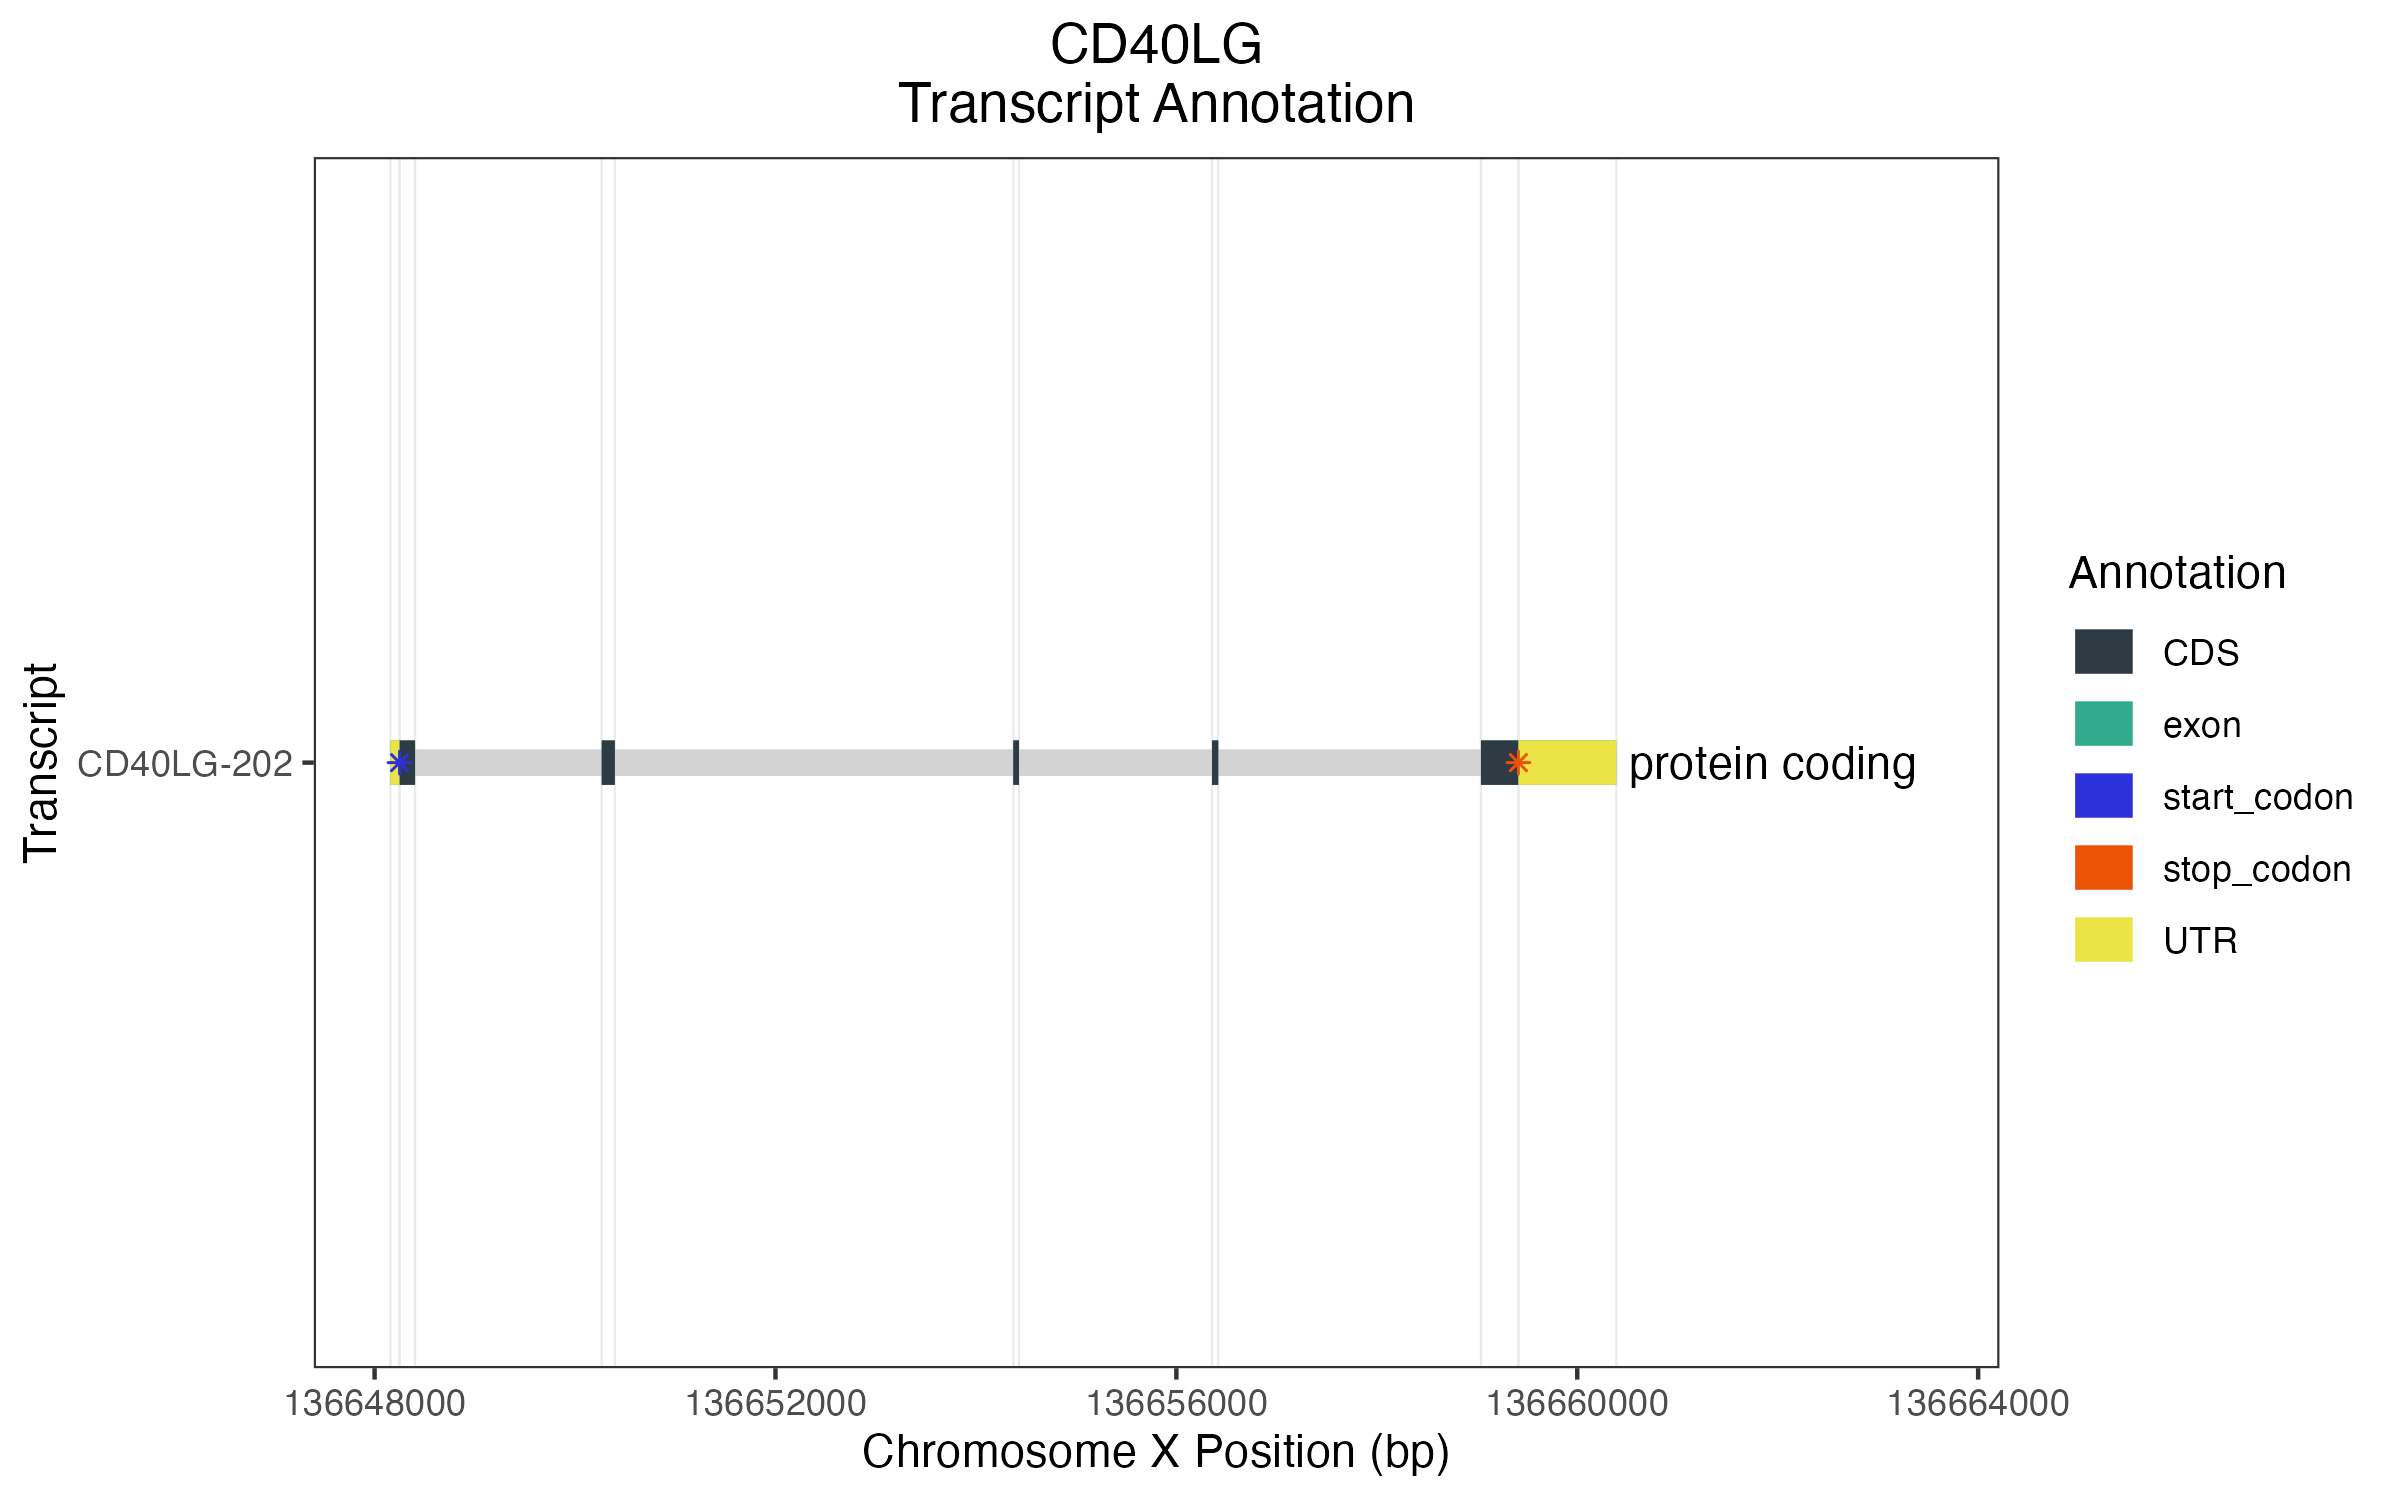 CD40LG
Transcript Annotation
Transcript
CD40LG-202
protein coding
Annotation
CDS
exon
start_codon
stop_codon
UTR
136648000
136652000
136656000
136660000
136664000
Chromosome X Position (bp)